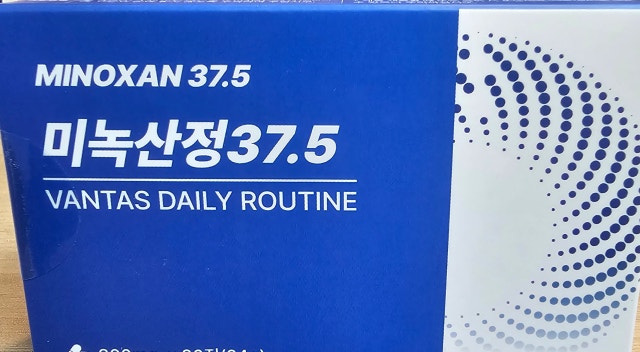 MINOXAN 37.5
미녹산정37.5
VANTAS DAILY ROUTINE